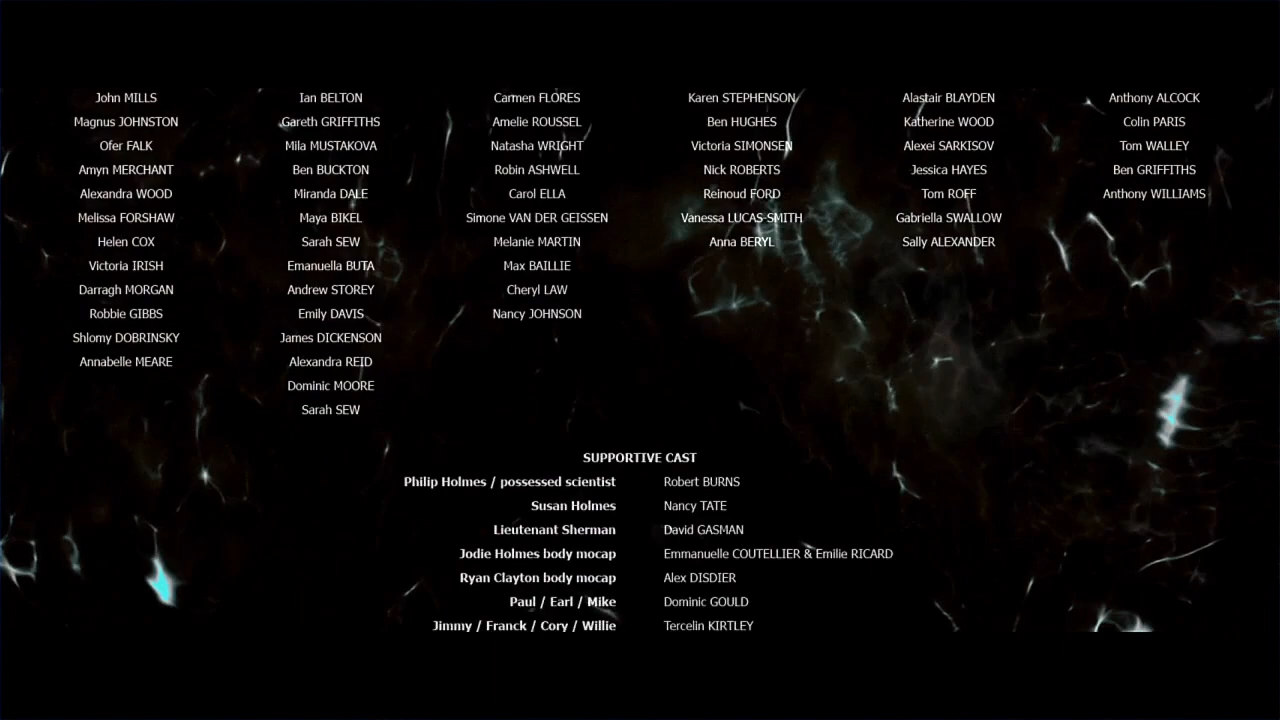 John MILLS Ian BELTON Carmen FLORES Karen STEPHENSON Alastair BLAYDEN Anthony ALCOCK
Magnus JOHNSTON Gareth GRIFFITHS Amelie ROUSSEL Ben HUGHES Katherine WOOD Colin PARIS
Ofer FALK Mila MUSTAKOVA Natasha WRIGHT Victoria SIMONSEN Alexei SARKISOV Tom WALLEY
Amyn MERCHANT Ben BUCKTON Robin ASHWELL Nick ROBERTS Jessica HAYES Ben GRIFFITHS
Alexandra WOOD Miranda DALE Carol ELLA Reinoud FORD Tom ROFF Anthony WILLIAMS
Melissa FORSHAW Maya BIKEL Simone VAN DER GEISSEN Vanessa LUCAS-SMITH Gabriella SWALLOW
Helen COX Sarah SEW Melanie MARTIN Anna BERYL Sally ALEXANDER
Victoria IRISH Emanuella BUTA Max BAILLIE
Darragh MORGAN Andrew STOREY Cheryl LAW
Robbie GIBBS Emily DAVIS Nancy JOHNSON
Shlomy DOBRINSKY James DICKENSON
Annabelle MEARE Alexandra REID
Dominic MOORE
Sarah SEW
SUPPORTIVE CAST
Philip Holmes / possessed scientist Robert BURNS
Susan Holmes Nancy TATE
Lieutenant Sherman David GASMAN
Jodie Holmes body mocap Emmanuelle COUTELLIER & Emilie RICARD
Ryan Clayton body mocap Alex DISDIER
Paul / Earl / Mike Dominic GOULD
Jimmy / Franck / Cory / Willie Tercelin KIRTLEY